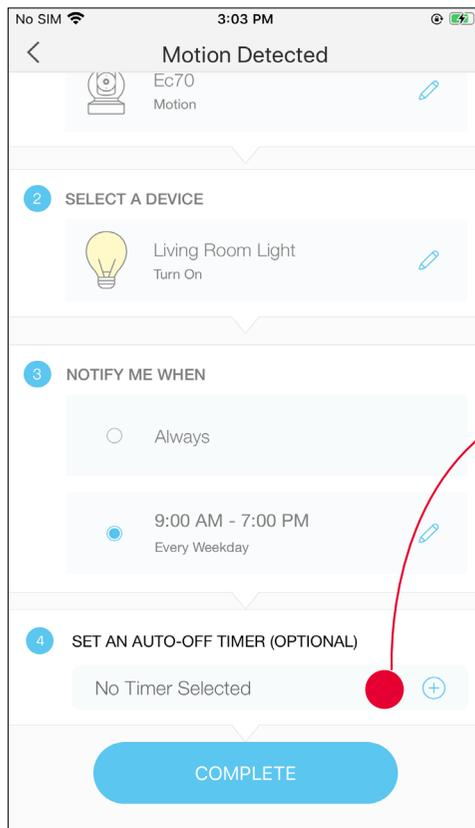 No SIM 3:03 PM
Motion Detected
Ec70
Motion
2 SELECT A DEVICE
Living Room Light
Turn On
3 NOTIFY ME WHEN
Always
9:00 AM - 7:00 PM
Every Weekday
4 SET AN AUTO-OFF TIMER (OPTIONAL)
No Timer Selected
COMPLETE